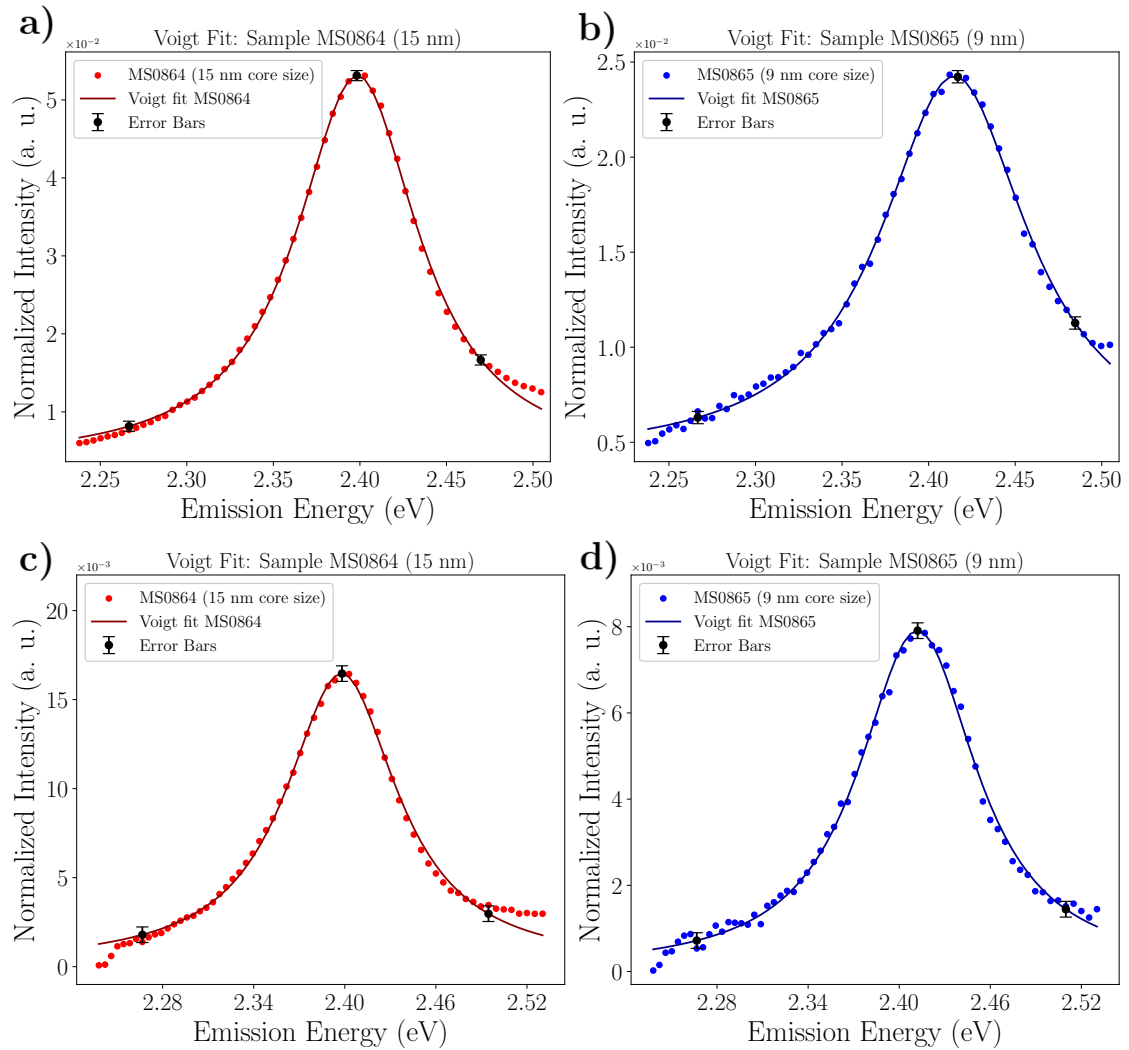 a)
×10⁻²
Voigt Fit: Sample MS0864 (15 nm)
MS0864 (15 nm core size)
Voigt fit MS0864
Error Bars
Normalized Intensity (a. u.)
5
4
3
2
1
2.25 2.30 2.35 2.40 2.45 2.50
Emission Energy (eV)
b)
×10⁻²
Voigt Fit: Sample MS0865 (9 nm)
MS0865 (9 nm core size)
Voigt fit MS0865
Error Bars
Normalized Intensity (a. u.)
2.5
2.0
1.5
1.0
0.5
2.25 2.30 2.35 2.40 2.45 2.50
Emission Energy (eV)
c)
×10⁻³
Voigt Fit: Sample MS0864 (15 nm)
MS0864 (15 nm core size)
Voigt fit MS0864
Error Bars
Normalized Intensity (a. u.)
20
15
10
5
0
2.28 2.34 2.40 2.46 2.52
Emission Energy (eV)
d)
×10⁻³
Voigt Fit: Sample MS0865 (9 nm)
MS0865 (9 nm core size)
Voigt fit MS0865
Error Bars
Normalized Intensity (a. u.)
8
6
4
2
0
2.28 2.34 2.40 2.46 2.52
Emission Energy (eV)